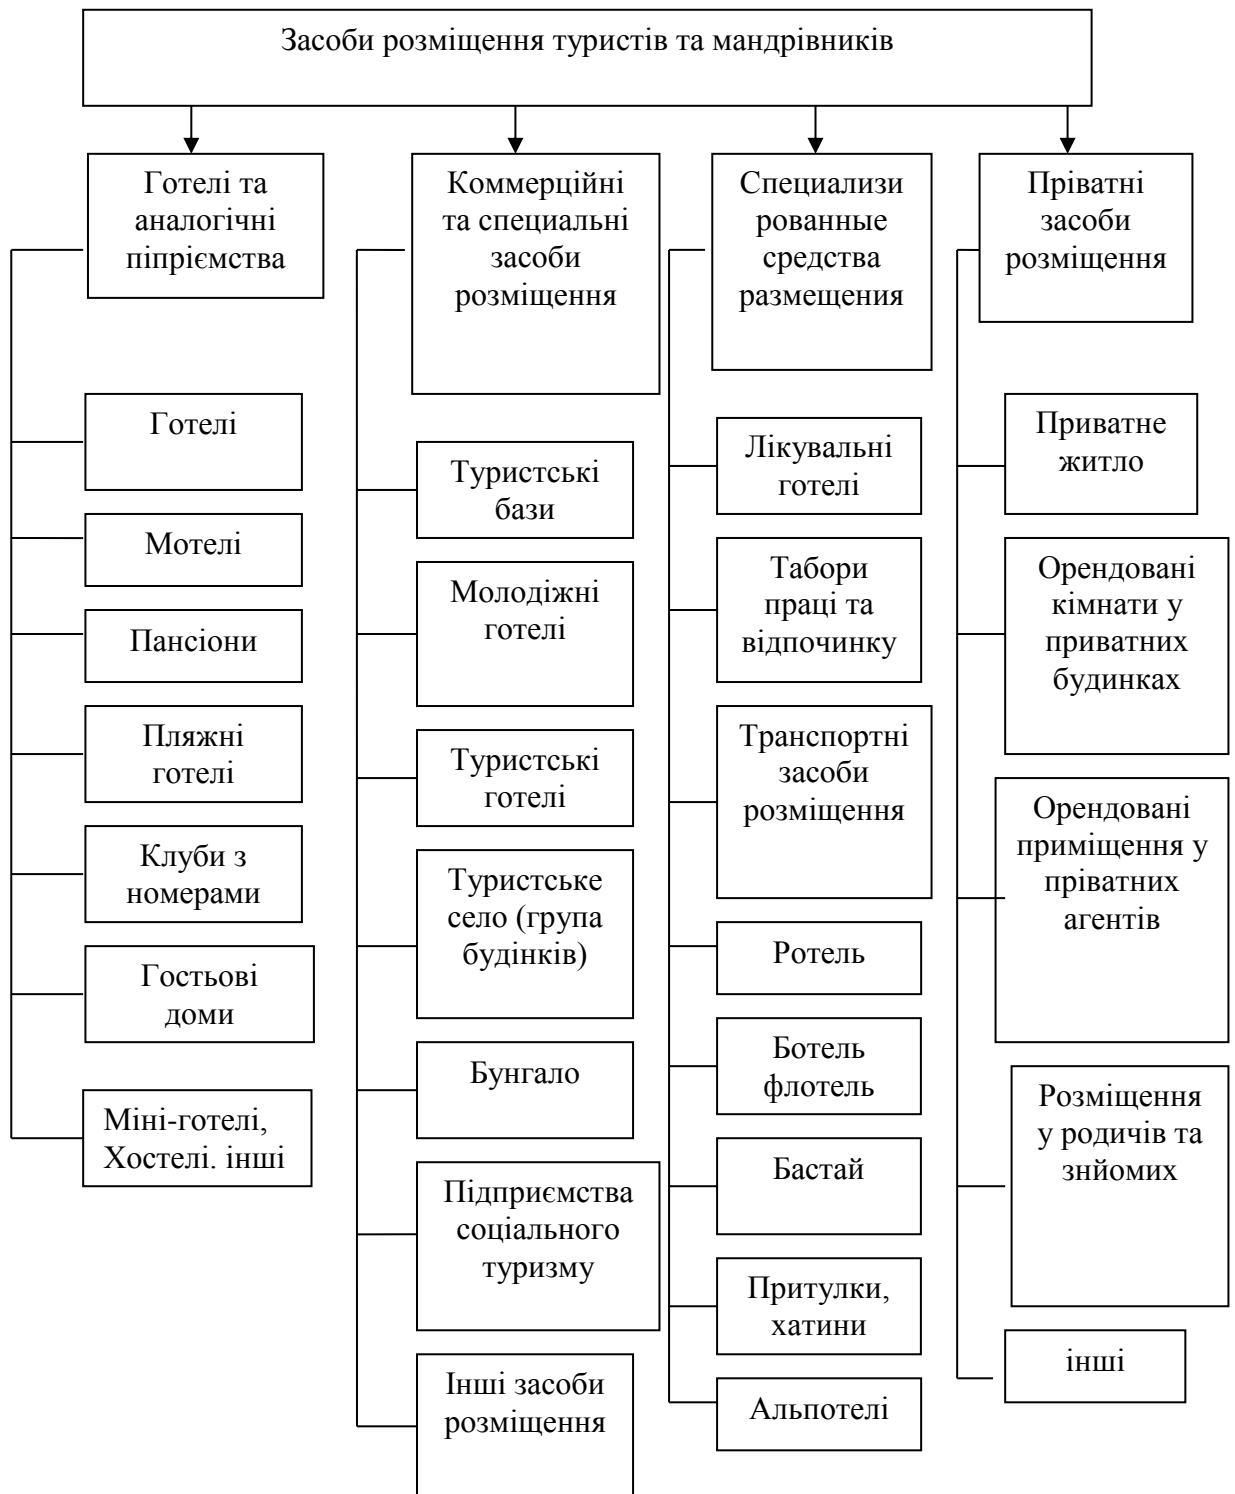 Засоби розміщення туристів та мандрівників
Готелі та
аналогічні
піпріємства
Готелі
Мотелі
Пансіони
Пляжні
готелі
Клуби з
номерами
Гостьові
доми
Міні-готелі,
Хостелі. інші
Коммерційні
та специальні
засоби
розміщення
Туристські
бази
Молодіжні
готелі
Туристські
готелі
Туристське
село (група
будінків)
Бунгало
Підприємства
соціального
туризму
Інші засоби
розміщення
Специализи
рованные
средства
размещения
Лікувальні
готелі
Табори
праці та
відпочинку
Транспортні
засоби
розміщення
Ротель
Ботель
флотель
Бастай
Притулки,
хатини
Альпотелі
Пріватні
засоби
розміщення
Приватне
житло
Орендовані
кімнати у
приватних
будинках
Орендовані
приміщення у
пріватних
агентів
Розміщення
у родичів та
знйомих
інші